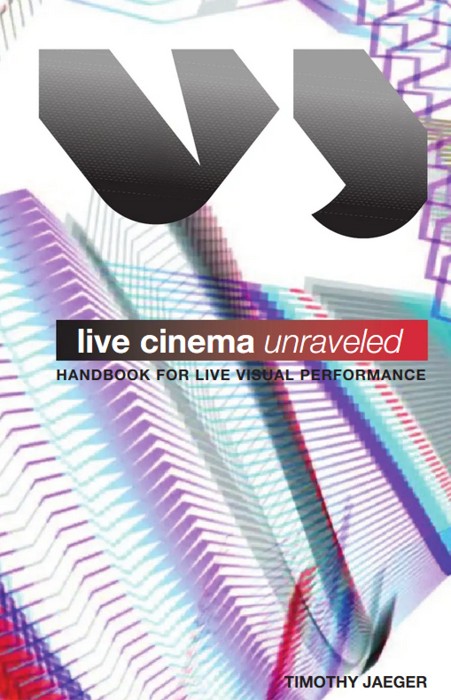 VJ
live cinema unraveled
HANDBOOK FOR LIVE VISUAL PERFORMANCE
TIMOTHY JAEGER